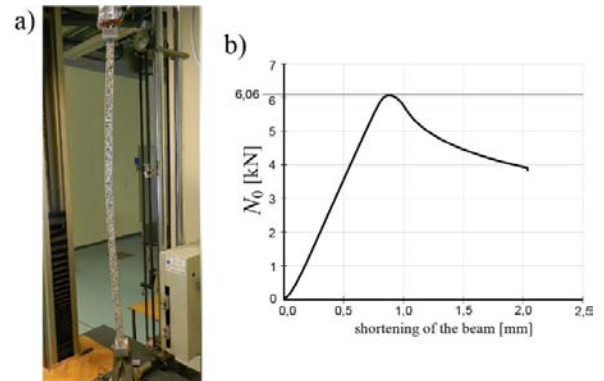 a)
b)
7
6,06
6
5
4
3
2
1
0
N₀ [kN]
0,0 0,5 1,0 1,5 2,0 2,5
shortening of the beam [mm]